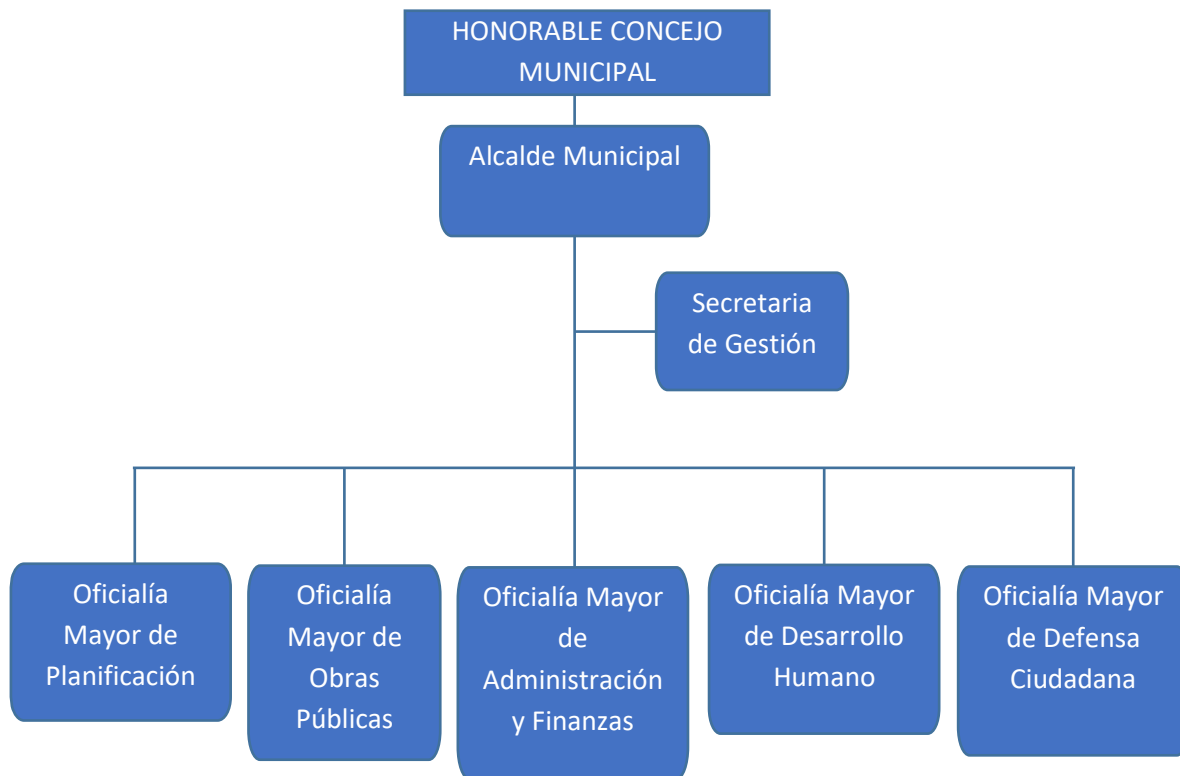 HONORABLE CONCEJO
MUNICIPAL
Alcalde Municipal
Secretaria
de Gestión
Oficialía
Mayor de
Planificación
Oficialía
Mayor de
Obras
Públicas
Oficialía Mayor
de
Administración
y Finanzas
Oficialía Mayor
de Desarrollo
Humano
Oficialía Mayor
de Defensa
Ciudadana